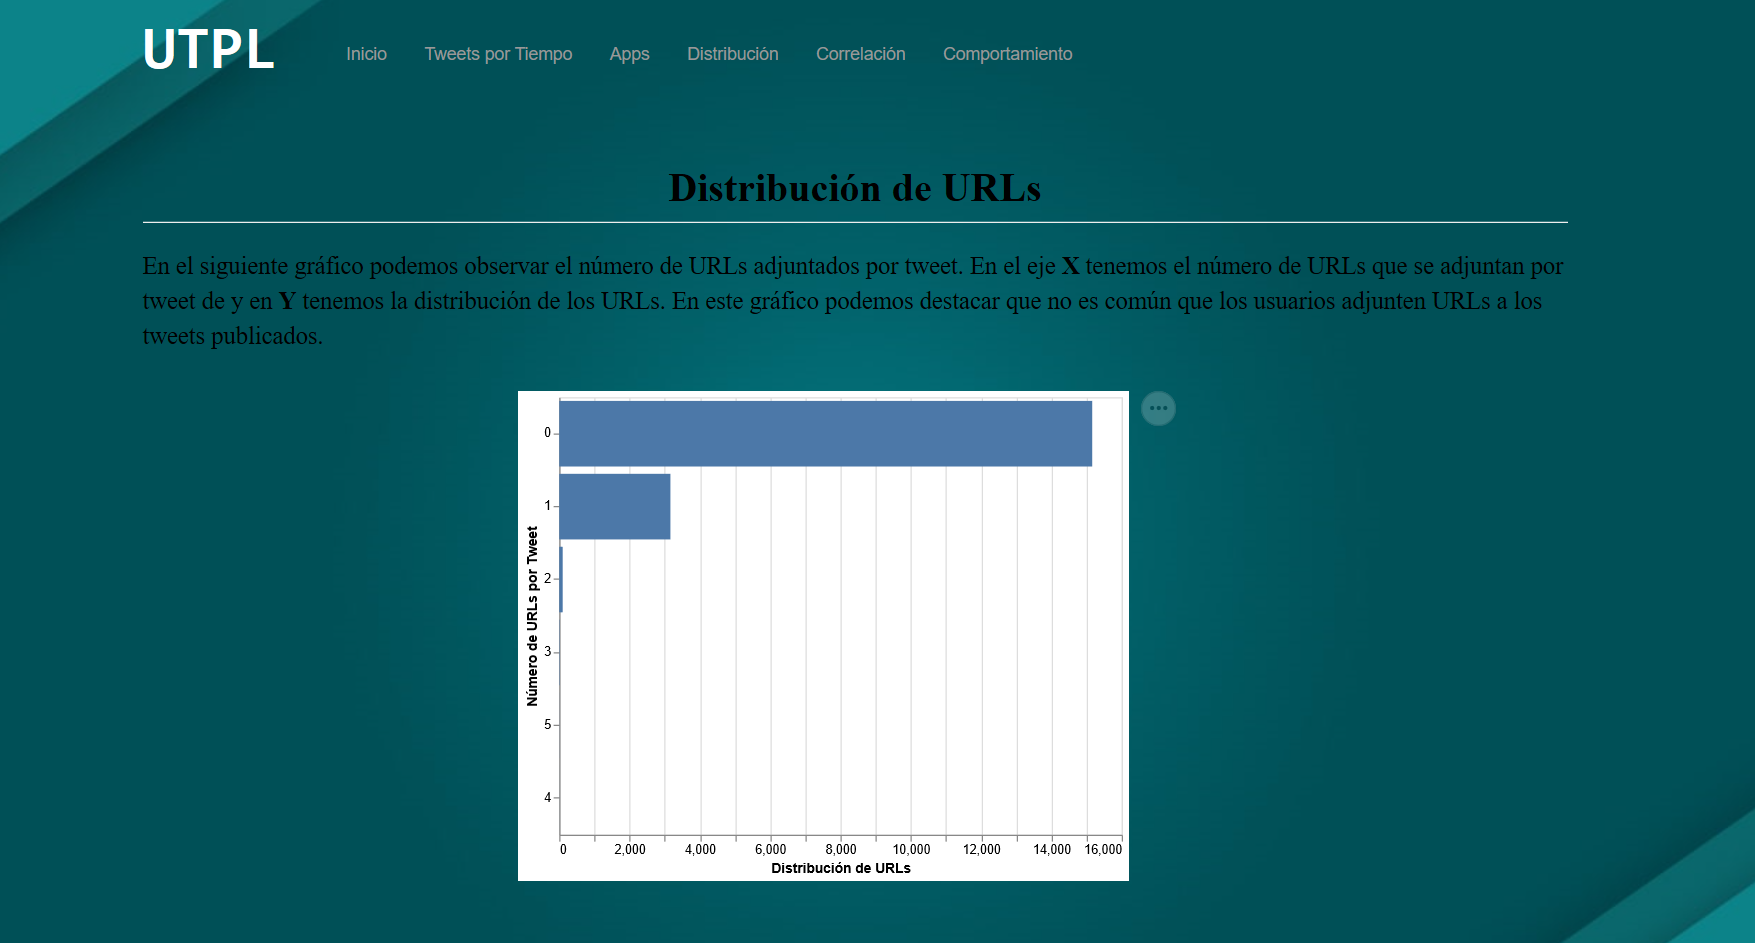 UTPL
Inicio Tweets por Tiempo Apps Distribución Correlación Comportamiento
Distribución de URLs
En el siguiente gráfico podemos observar el número de URLs adjuntados por tweet. En el eje X tenemos el número de URLs que se adjuntan por
tweet de y en Y tenemos la distribución de los URLs. En este gráfico podemos destacar que no es común que los usuarios adjunten URLs a los
tweets publicados.
Número de URLs por Tweet
0
1
2
3
5
4
0 2,000 4,000 6,000 8,000 10,000 12,000 14,000 16,000
Distribución de URLs